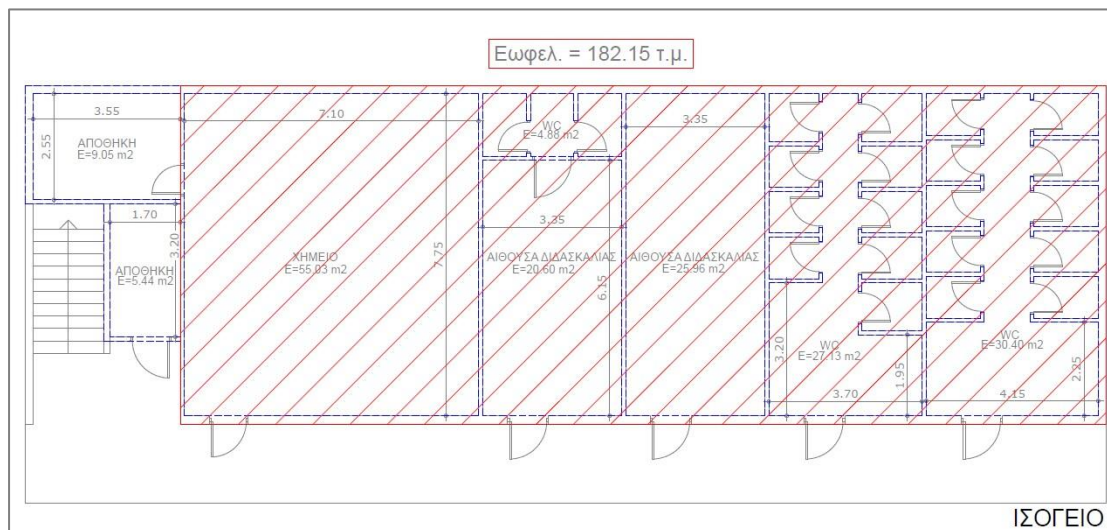 Εωφελ. = 182.15 τ.μ.
3.55
2.55
ΑΠΟΘΗΚΗ
E=9.05 m2
7.10
WC
E=4.88 m2
3.35
1.70
3.20
ΑΠΟΘΗΚΗ
E=5.44 m2
ΧΗΜΕΙΟ
E=55.03 m2
7.75
3.35
ΑΙΘΟΥΣΑ ΔΙΔΑΣΚΑΛΙΑΣ
E=20.60 m2
6.15
ΑΙΘΟΥΣΑ ΔΙΔΑΣΚΑΛΙΑΣ
E=25.96 m2
3.20
WC
E=27.13 m2
1.95
3.70
WC
E=30.40 m2
2.25
4.15
ΙΣΟΓΕΙΟ